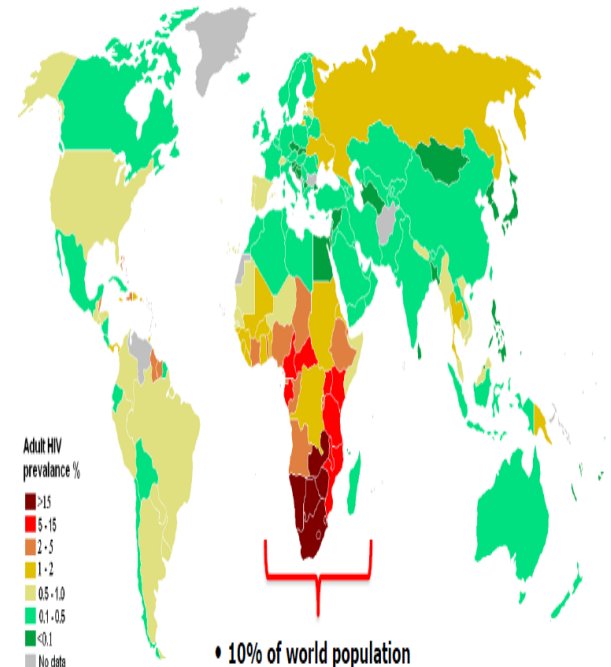 Adult HIV
prevalance %
>15
5 - 15
2 - 5
1 - 2
0.5 - 1.0
0.1 - 0.5
<0.1
No data
• 10% of world population